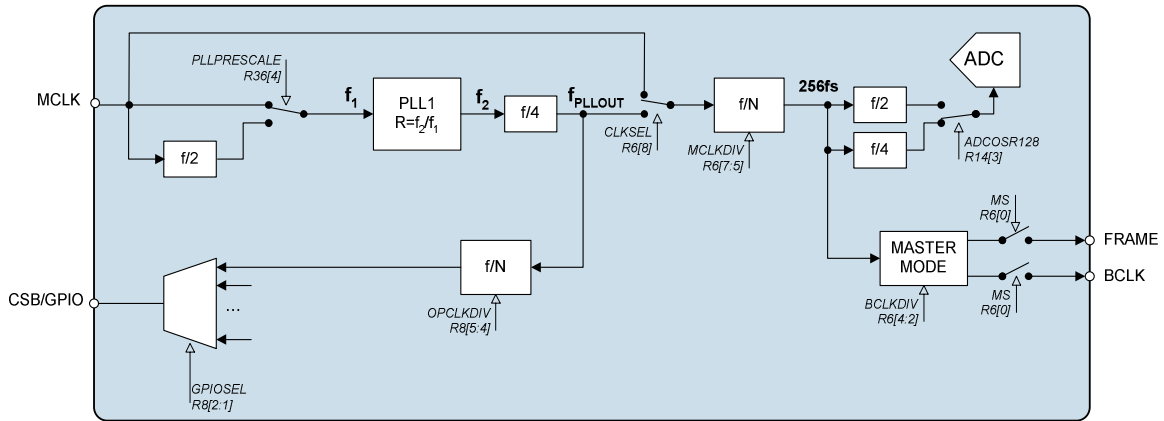 PLLPRESCALE
R36[4]
MCLK
f/2
f1
PLL1
R=f2/f1
f2
f/4
fPLLOUT
CLKSEL
R6[8]
f/N
MCLKDIV
R6[7:5]
256fs
f/2
f/4
ADC
ADCOSR128
R14[3]
MASTER
MODE
BCLKDIV
R6[4:2]
MS
R6[0]
FRAME
BCLK
MS
R6[0]
f/N
OPCLKDIV
R8[5:4]
CSB/GPIO
...
GPIOSEL
R8[2:1]